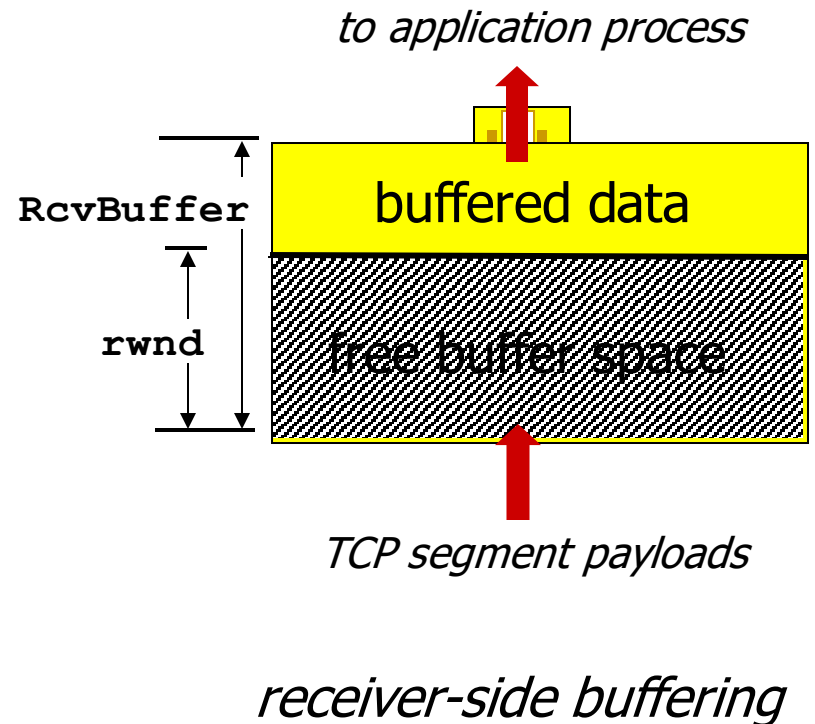 to application process
RcvBuffer
buffered data
rwnd
free buffer space
TCP segment payloads
receiver-side buffering